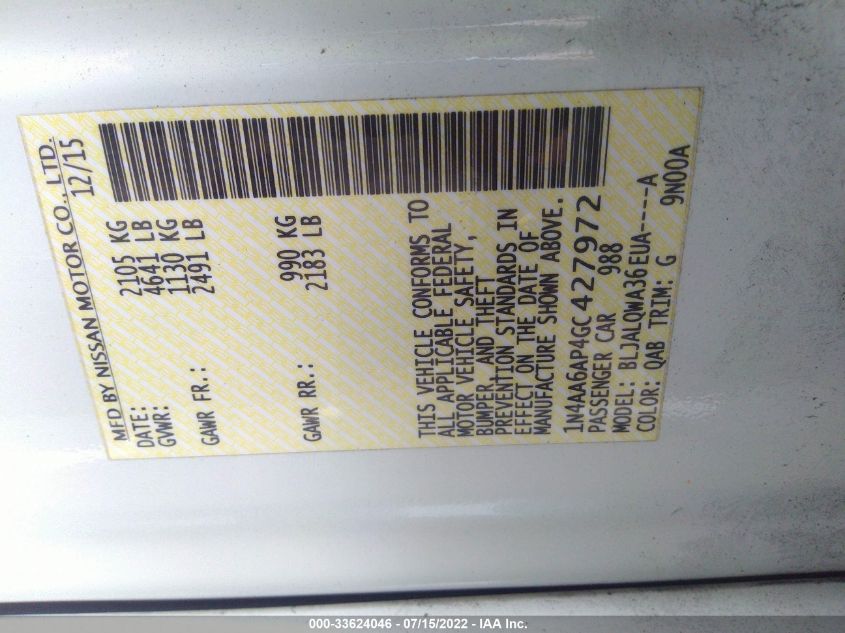 MFD BY NISSAN MOTOR CO., LTD.
DATE: 12/15
GVWR: 2105 KG
4641 LB
GAWR FR.: 1130 KG
2491 LB
GAWR RR.: 990 KG
2183 LB
THIS VEHICLE CONFORMS TO
ALL APPLICABLE FEDERAL
MOTOR VEHICLE SAFETY,
BUMPER, AND THEFT
PREVENTION STANDARDS IN
EFFECT ON THE DATE OF
MANUFACTURE SHOWN ABOVE.
1N4AA6AP4GC427972
PASSENGER CAR 988
MODEL: BLJALQWA36EUA----A
COLOR: QAB TRIM: G 9N00A
000-33624046 - 07/15/2022 - IAA Inc.